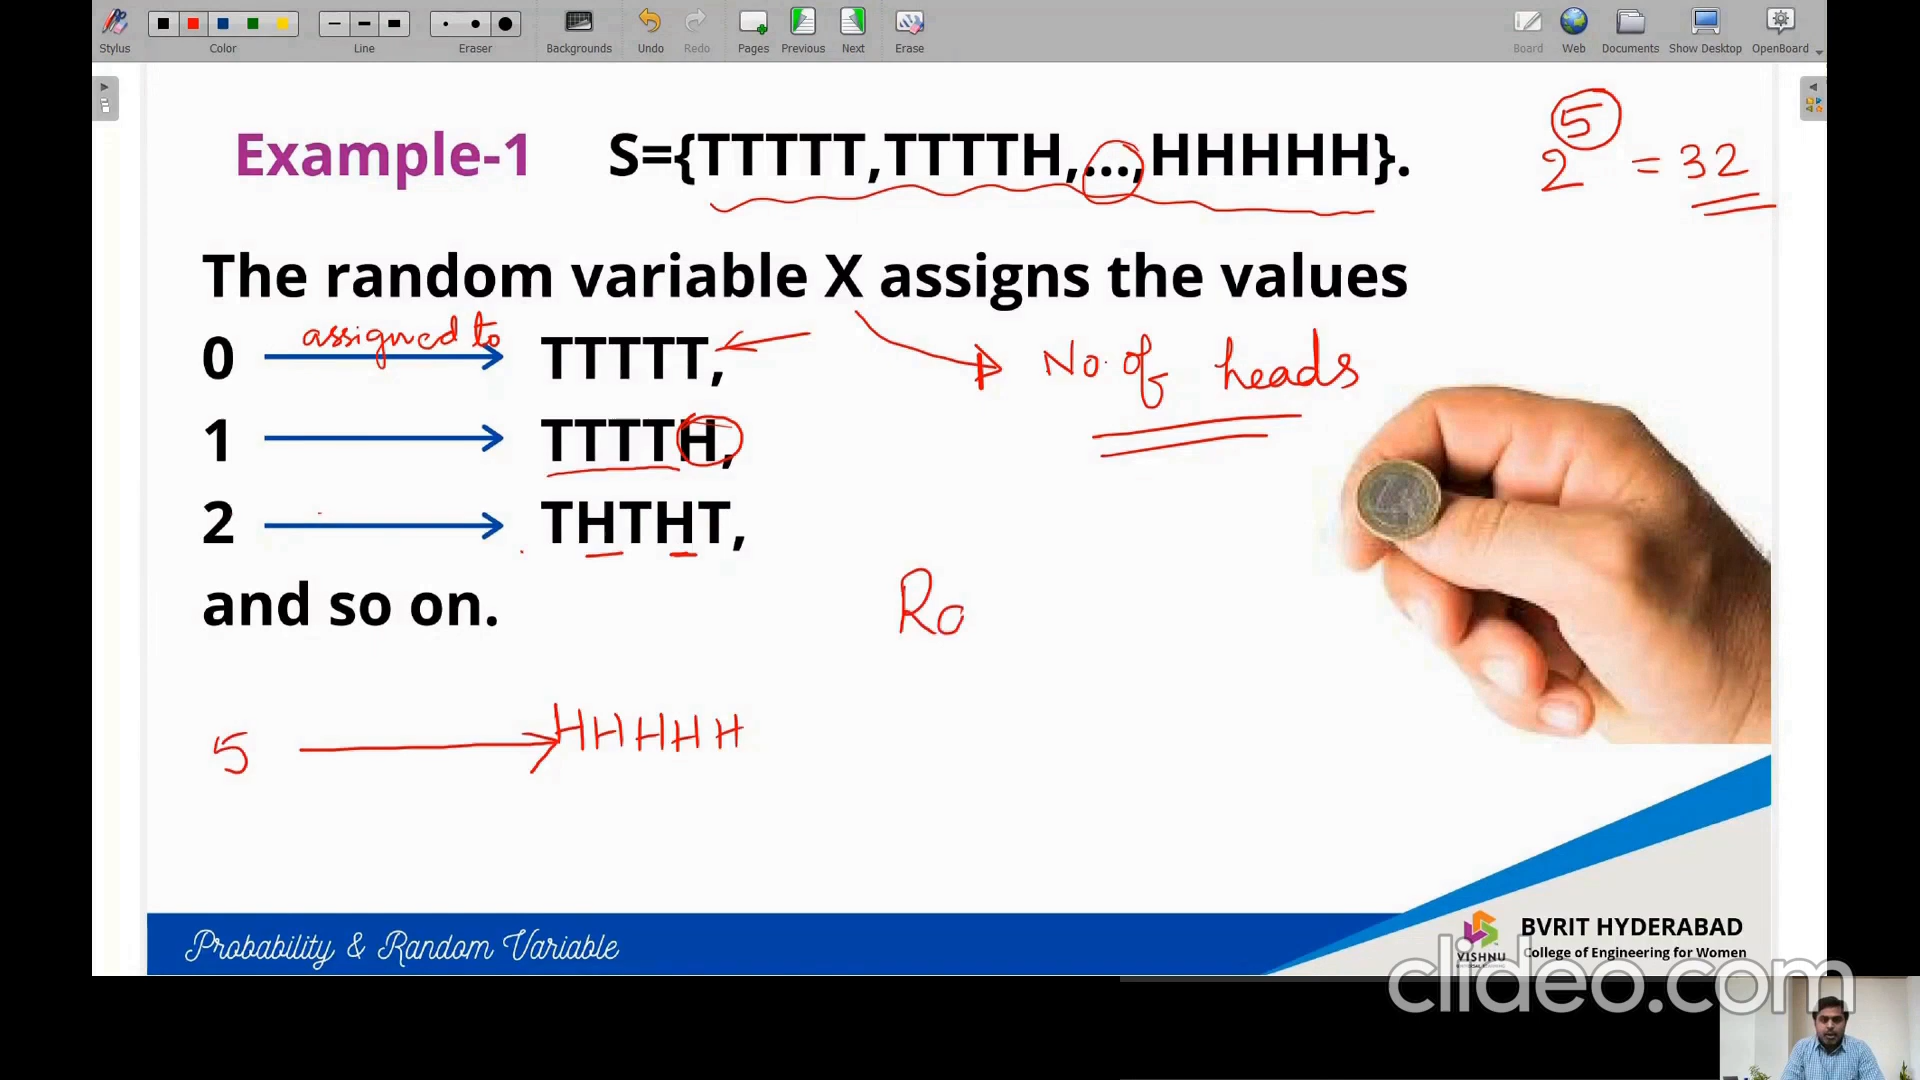 Stylus
Color
Line
Eraser
Backgrounds
Undo
Redo
Pages
Previous
Next
Erase
Board
Web
Documents
Show Desktop
OpenBoard
Example-1 S={TTTTT,TTTTH,...,HHHHH}.
2^5 = 32
The random variable X assigns the values
0 assigned to TTTTT,
No. of heads
1 TTTTH,
2 THTHT,
and so on.
Ro
5 HHHHH
Probability & Random Variable
VISHNU
BVRIT HYDERABAD
College of Engineering for Women
clideo.com